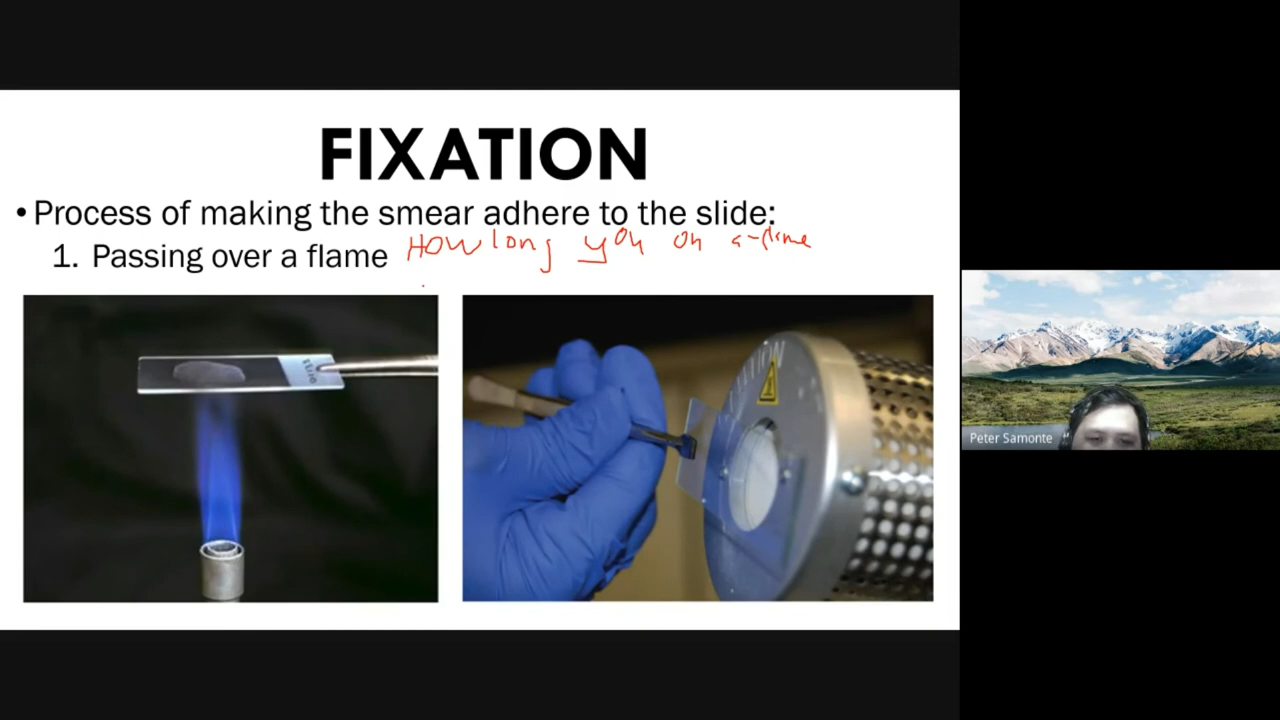 FIXATION
• Process of making the smear adhere to the slide:
1. Passing over a flame How long on a-flame
Peter Samonte